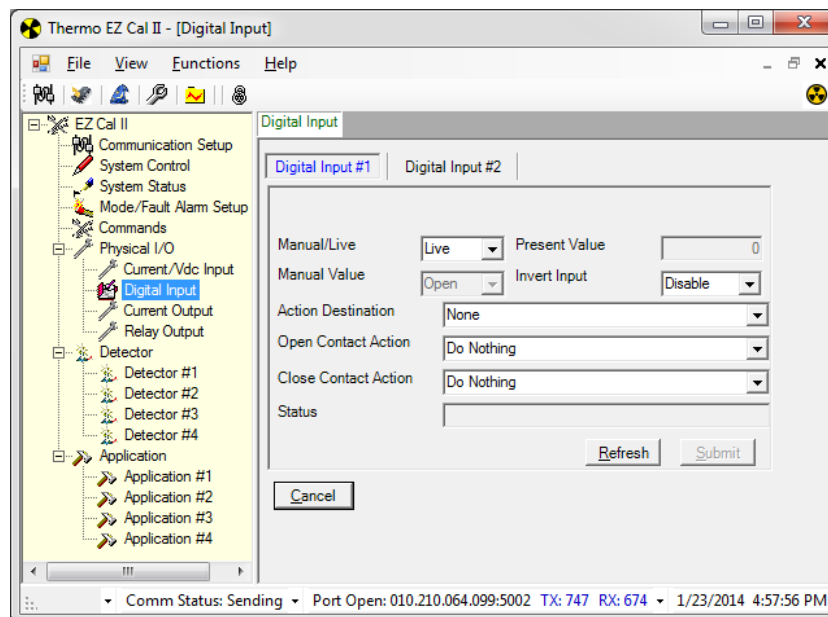 Thermo EZ Cal II - [Digital Input]
File View Functions Help
EZ Cal II
Communication Setup
System Control
System Status
Mode/Fault Alarm Setup
Commands
Physical I/O
Current/Vdc Input
Digital Input
Current Output
Relay Output
Detector
Detector #1
Detector #2
Detector #3
Detector #4
Application
Application #1
Application #2
Application #3
Application #4
Digital Input
Digital Input #1 Digital Input #2
Manual/Live Live Present Value 0
Manual Value Open Invert Input Disable
Action Destination None
Open Contact Action Do Nothing
Close Contact Action Do Nothing
Status
Refresh Submit
Cancel
Comm Status: Sending Port Open: 010.210.064.099:5002 TX: 747 RX: 674 1/23/2014 4:57:56 PM